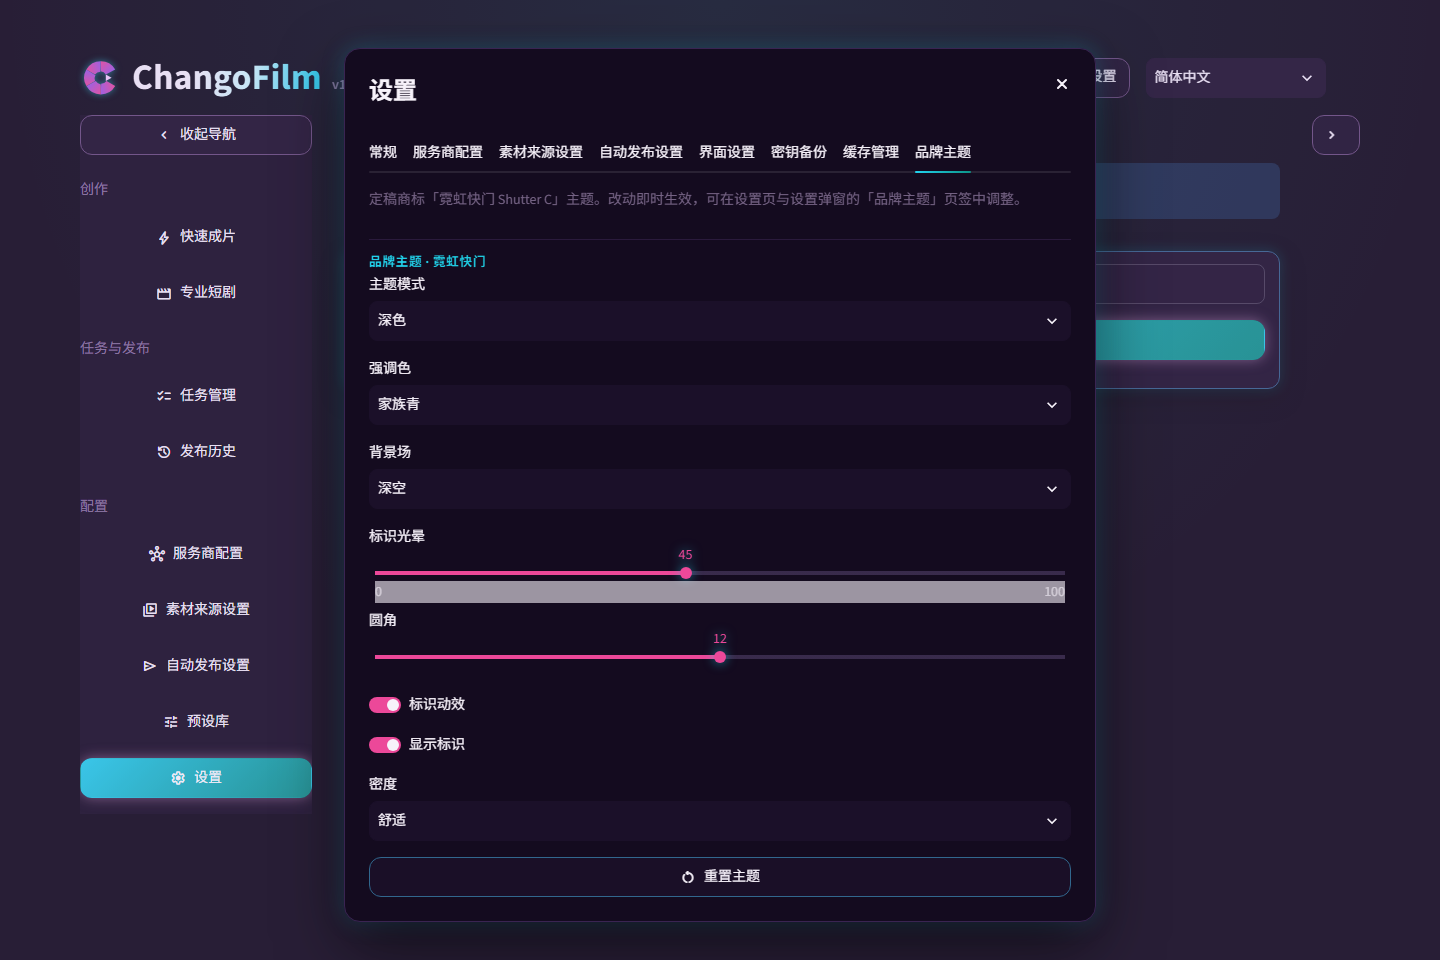 ChangoFilm v1
设置
简体中文
收起导航
创作
快速成片
专业短剧
任务与发布
任务管理
发布历史
配置
服务商配置
素材来源设置
自动发布设置
预设库
设置
设置
常规 服务商配置 素材来源设置 自动发布设置 界面设置 密钥备份 缓存管理 品牌主题
定稿商标「霓虹快门 Shutter C」主题。改动即时生效，可在设置页与设置弹窗的「品牌主题」页签中调整。
品牌主题 · 霓虹快门
主题模式
深色
强调色
家族青
背景场
深空
标识光晕
45
0 100
圆角
12
标识动效
显示标识
密度
舒适
重置主题